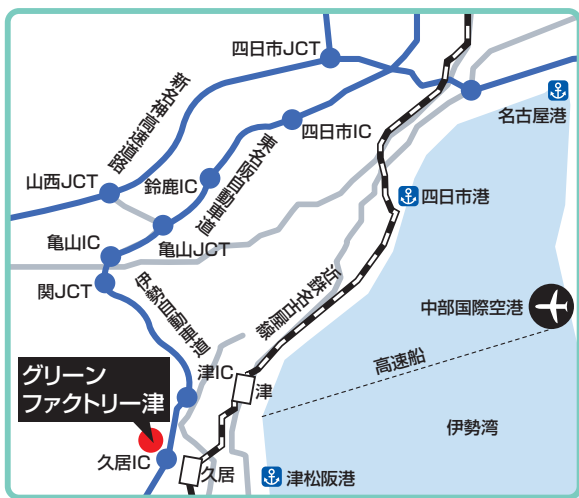 四日市JCT
新名神高速道路
名古屋港
四日市IC
東名阪自動車道
山西JCT
鈴鹿IC
四日市港
亀山IC
亀山JCT
関JCT
伊勢自動車道
近鉄名古屋線
中部国際空港
高速船
津IC
津
グリーン
ファクトリー津
伊勢湾
久居IC
久居
津松阪港